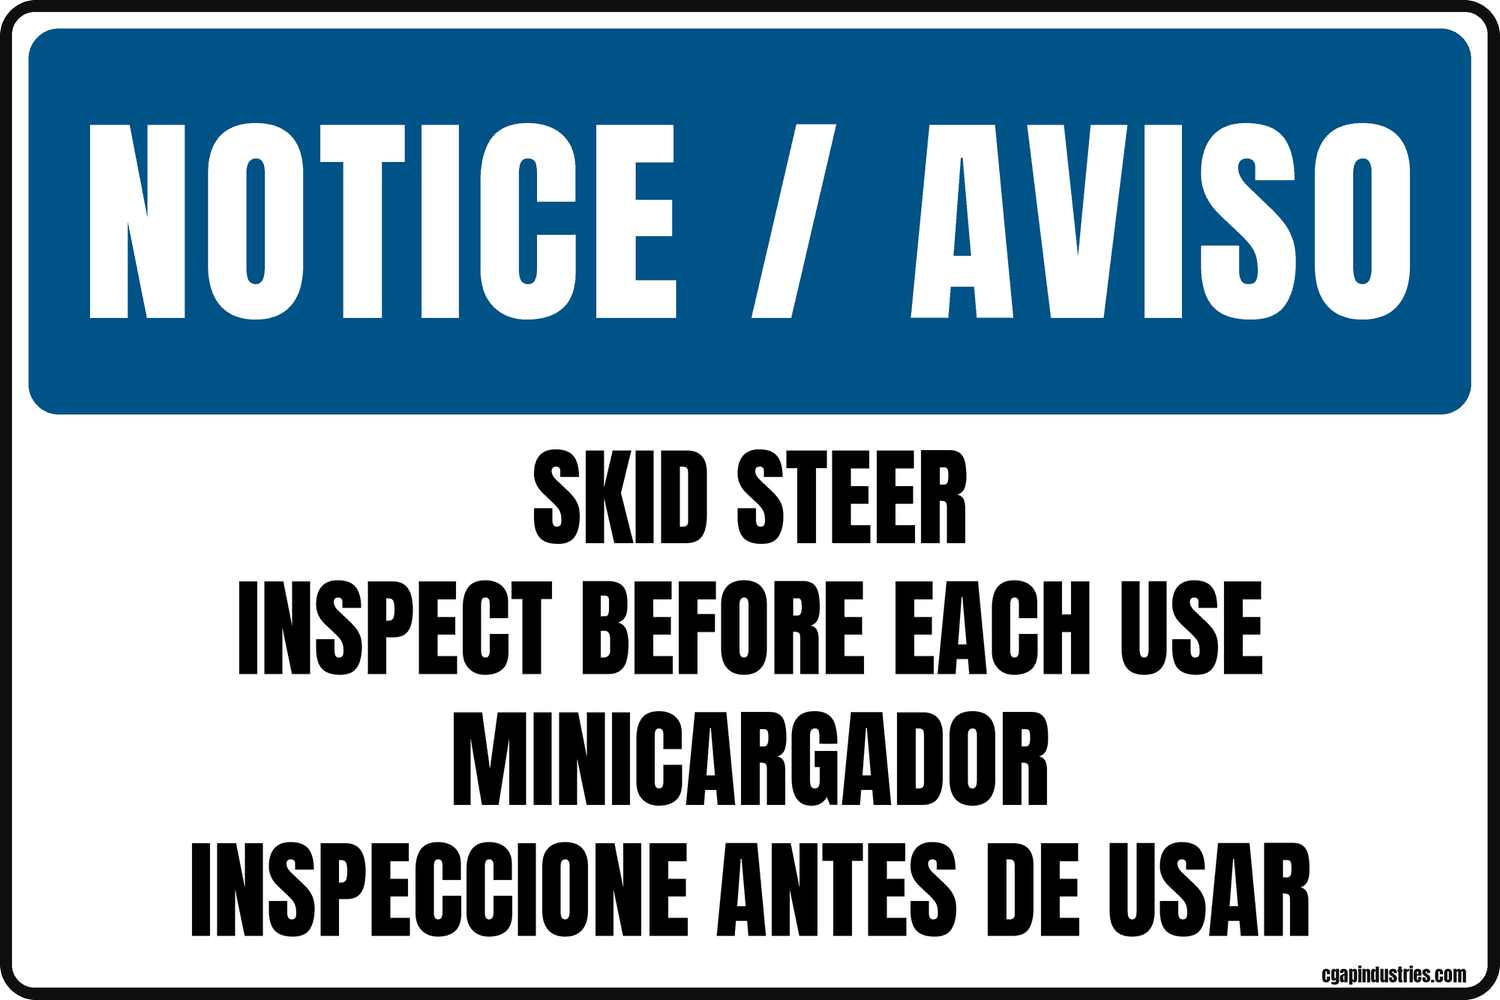 NOTICE / AVISO
SKID STEER
INSPECT BEFORE EACH USE
MINICARGADOR
INSPECCIONE ANTES DE USAR
cgapindustries.com